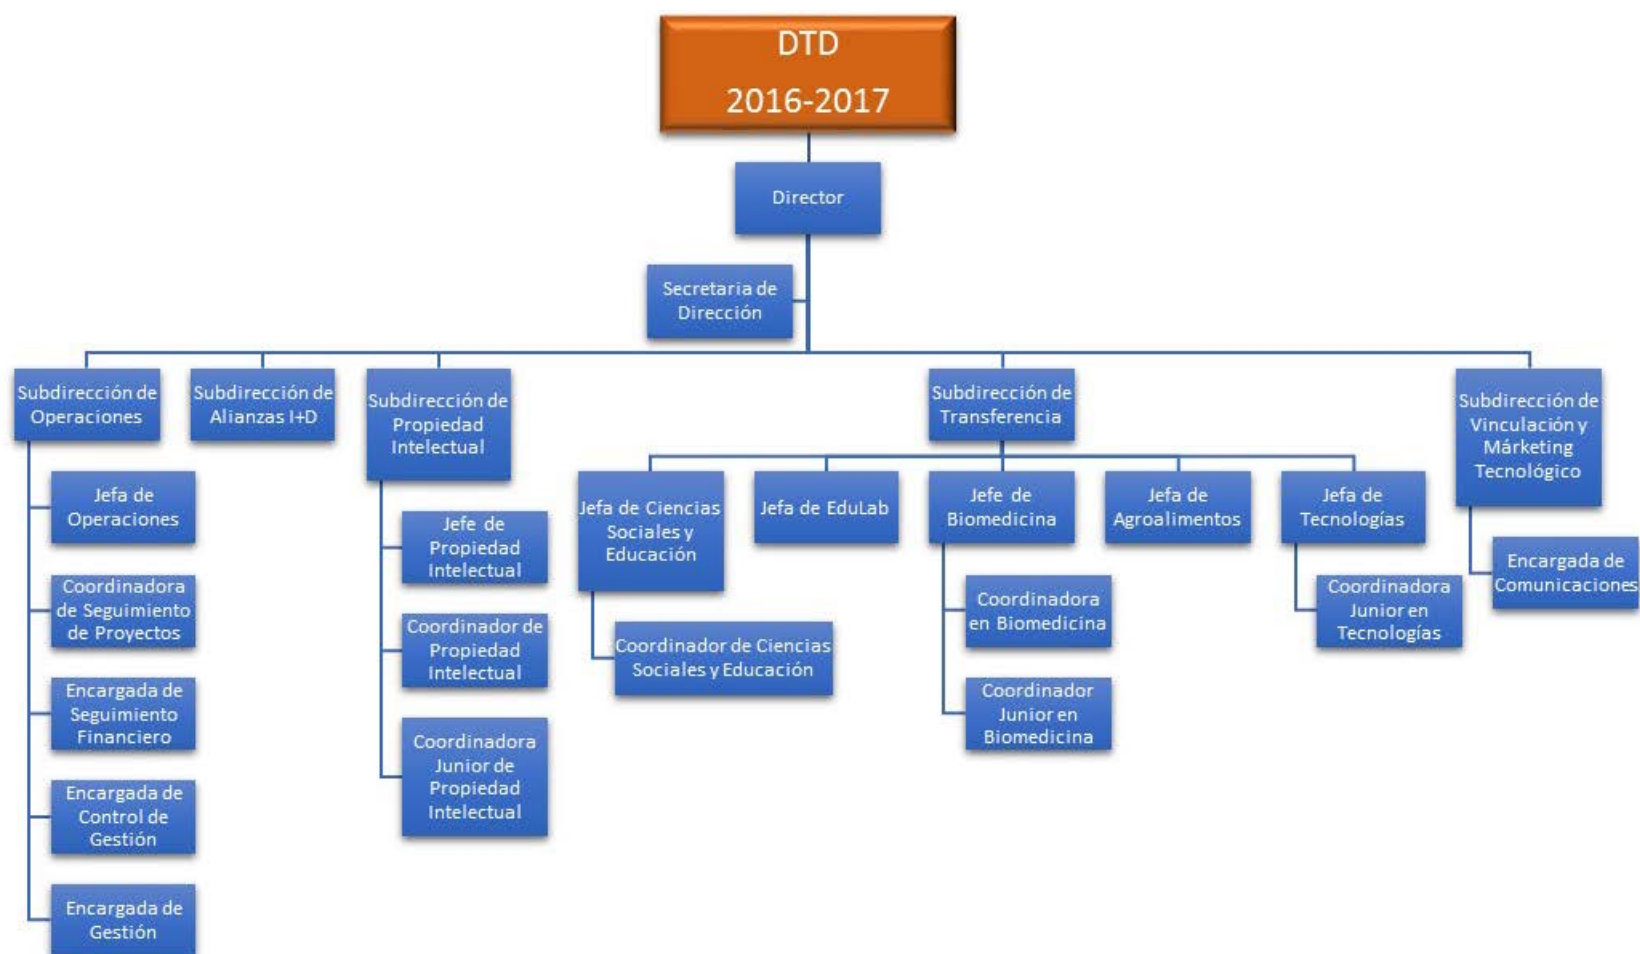 DTD
2016-2017
Director
Secretaria de
Dirección
Subdirección de
Operaciones
Subdirección de
Alianzas I+D
Subdirección de
Propiedad
Intelectual
Subdirección de
Transferencia
Subdirección de
Vinculación y
Márketing
Tecnológico
Jefa de
Operaciones
Coordinadora
de Seguimiento
de Proyectos
Encargada de
Seguimiento
Financiero
Encargada de
Control de
Gestión
Encargada de
Gestión
Jefe de
Propiedad
Intelectual
Coordinador de
Propiedad
Intelectual
Coordinadora
Junior de
Propiedad
Intelectual
Jefa de Ciencias
Sociales y
Educación
Coordinador de Ciencias
Sociales y Educación
Jefa de EduLab
Jefe de
Biomedicina
Coordinadora
en Biomedicina
Coordinador
Junior en
Biomedicina
Jefa de
Agroalimentos
Jefa de
Tecnologías
Coordinadora
Junior en
Tecnologías
Encargada de
Comunicaciones